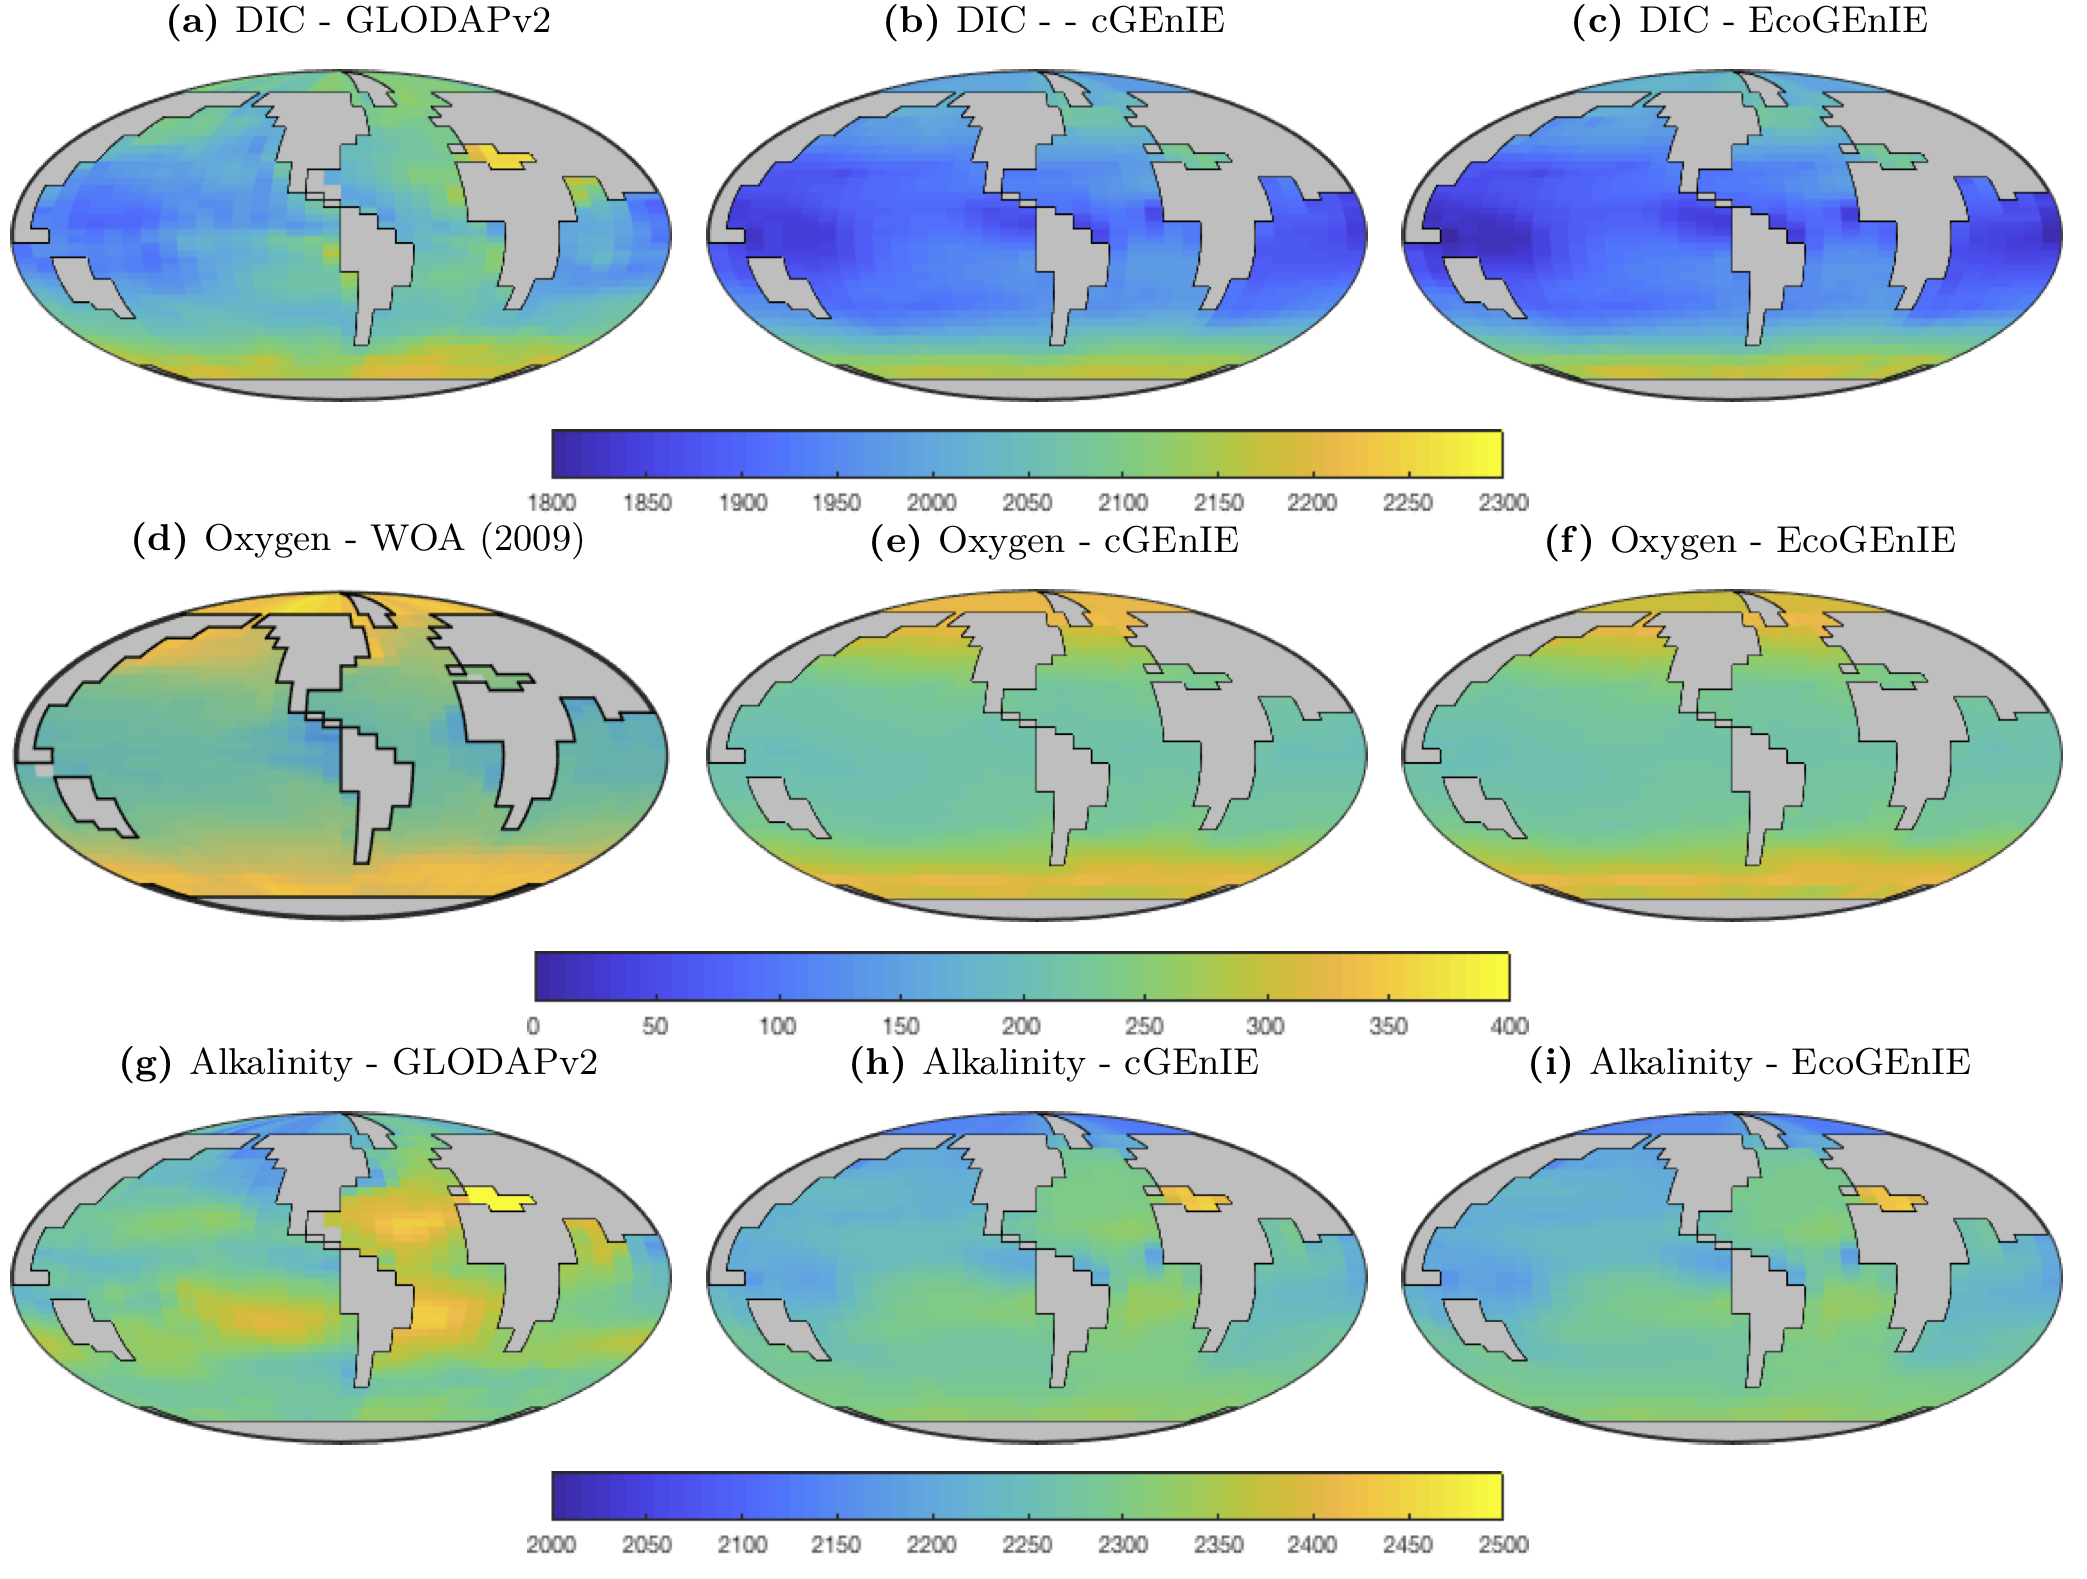 (a) DIC - GLODAPv2
(b) DIC - - cGEnIE
(c) DIC - EcoGEnIE
1800 1850 1900 1950 2000 2050 2100 2150 2200 2250 2300
(d) Oxygen - WOA (2009)
(e) Oxygen - cGEnIE
(f) Oxygen - EcoGEnIE
0 50 100 150 200 250 300 350 400
(g) Alkalinity - GLODAPv2
(h) Alkalinity - cGEnIE
(i) Alkalinity - EcoGEnIE
2000 2050 2100 2150 2200 2250 2300 2350 2400 2450 2500